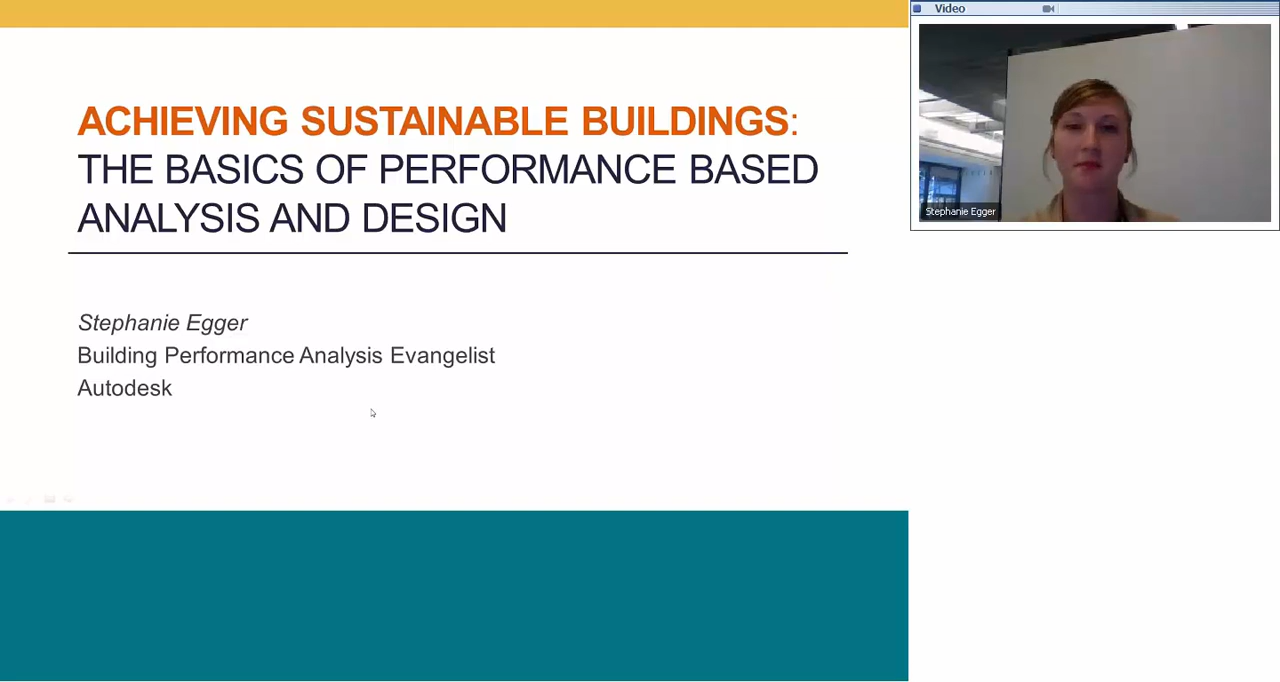 ACHIEVING SUSTAINABLE BUILDINGS:
THE BASICS OF PERFORMANCE BASED
ANALYSIS AND DESIGN
Stephanie Egger
Building Performance Analysis Evangelist
Autodesk
Video
Stephanie Egger